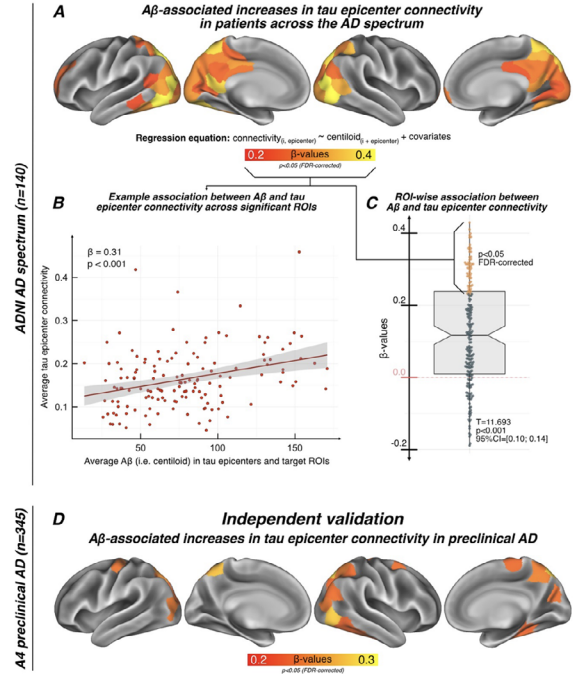 A
Aβ-associated increases in tau epicenter connectivity
in patients across the AD spectrum
Regression equation: connectivity(i, epicenter) ~ centiloid(i + epicenter) + covariates
0.2 β-values 0.4
p<0.05 (FDR-corrected)
ADNI AD spectrum (n=140)
B
Example association between Aβ and tau
epicenter connectivity across significant ROIs
β = 0.31
p < 0.001
Average tau epicenter connectivity
0.4
0.3
0.2
0.1
50 100 150
Average Aβ (i.e. centiloid) in tau epicenters and target ROIs
C
ROI-wise association between
Aβ and tau epicenter connectivity
β-values
0.4
0.2
0.0
-0.2
p<0.05
FDR-corrected
T=11.693
p<0.001
95%CI=[0.10; 0.14]
A4 preclinical AD (n=345)
D
Independent validation
Aβ-associated increases in tau epicenter connectivity in preclinical AD
0.2 β-values 0.3
p<0.05 (FDR-corrected)